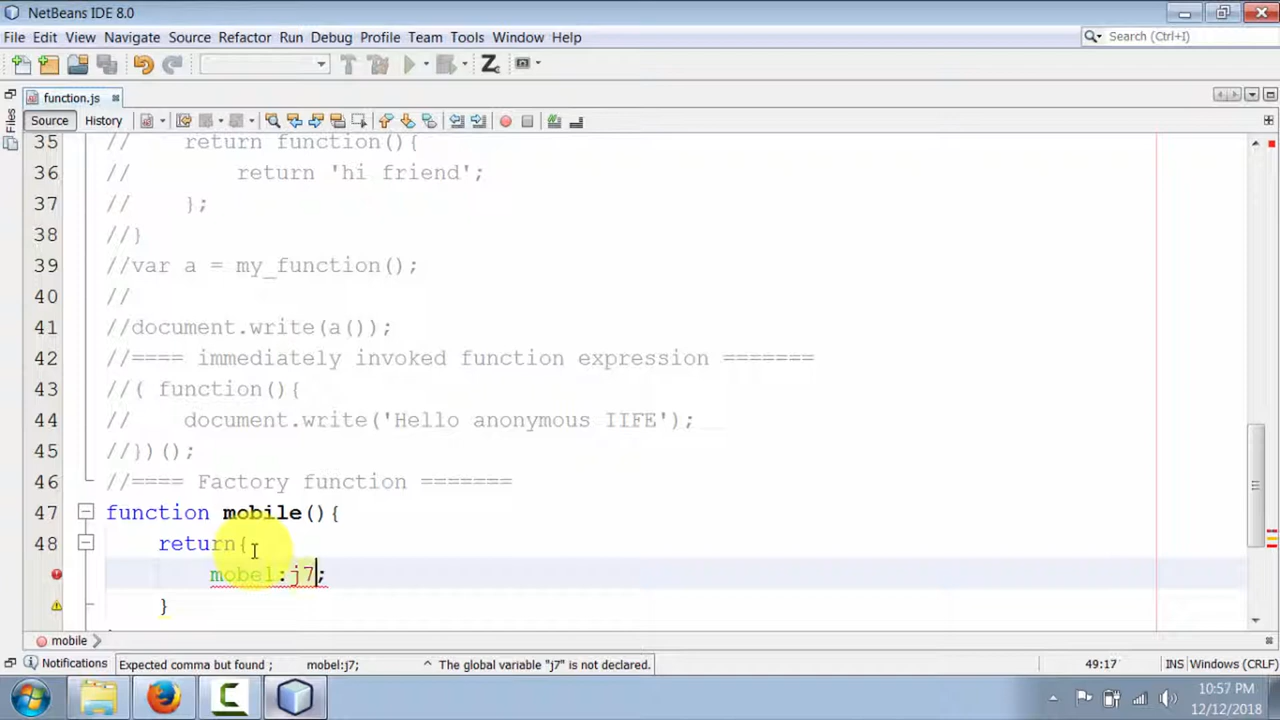 NetBeans IDE 8.0
File Edit View Navigate Source Refactor Run Debug Profile Team Tools Window Help
Search (Ctrl+I)
function.js
Files
Source History
35 // return function(){
36 // return 'hi friend';
37 // };
38 //}
39 //var a = my_function();
40 //
41 //document.write(a());
42 //==== immediately invoked function expression =======
43 //( function(){
44 // document.write('Hello anonymous IIFE');
45 //})();
46 //==== Factory function =======
47 function mobile(){
48 return{
mobel:j7;
}
mobile
Notifications Expected comma but found ; mobel:j7; ^ The global variable "j7" is not declared. 49:17 INS Windows (CRLF)
10:57 PM
12/12/2018